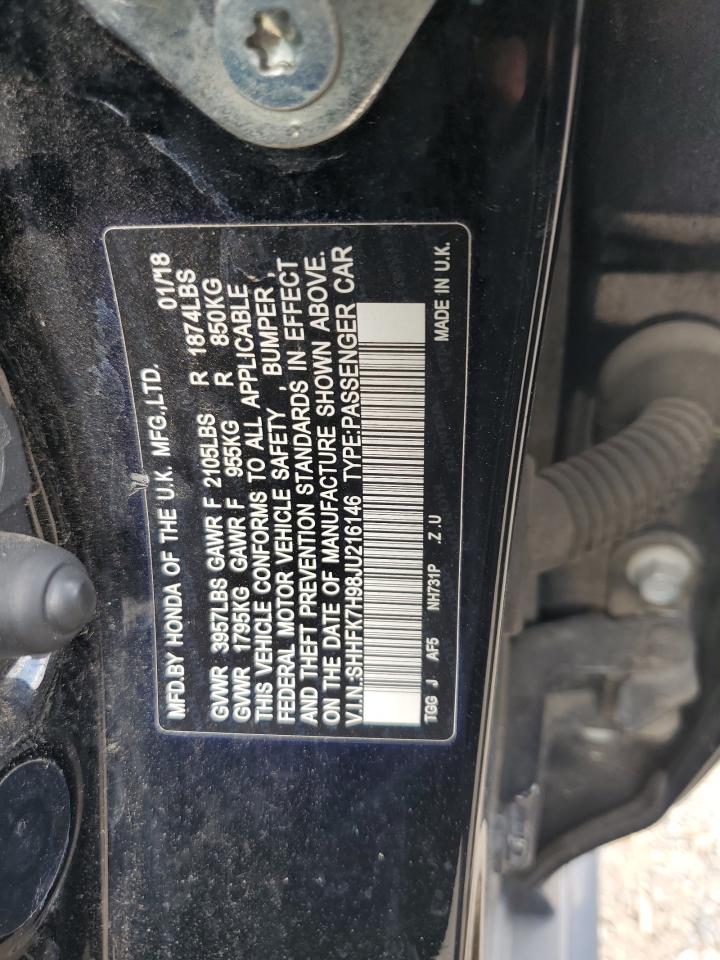 MFD.BY HONDA OF THE U.K. MFG.,LTD. 01/18
GVWR 3957LBS GAWR F 2105LBS R 1874LBS
GVWR 1795KG GAWR F 955KG R 850KG
THIS VEHICLE CONFORMS TO ALL APPLICABLE
FEDERAL MOTOR VEHICLE SAFETY , BUMPER ,
AND THEFT PREVENTION STANDARDS IN EFFECT
ON THE DATE OF MANUFACTURE SHOWN ABOVE.
V.I.N.:SHHFK7H98JU216146 TYPE:PASSENGER CAR
TGG J AF5 NH731P .Z .U MADE IN U.K.